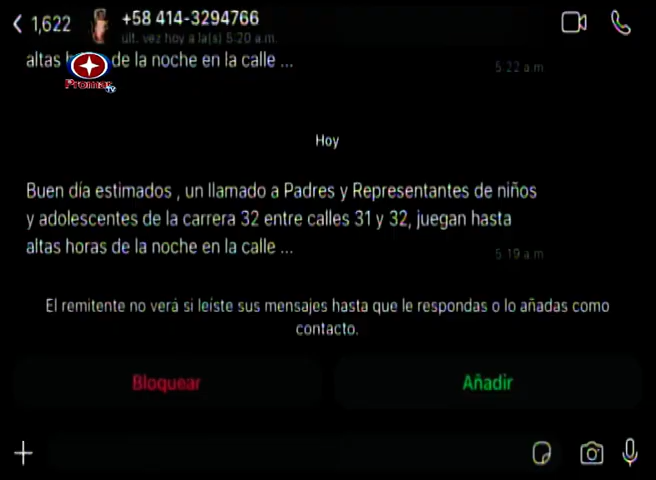 1,622
+58 414-3294766
últ. vez hoy a la(s) 5:20 a.m.
altas horas de la noche en la calle ...
5:22 a.m
Promar TV
Hoy
Buen día estimados , un llamado a Padres y Representantes de niños
y adolescentes de la carrera 32 entre calles 31 y 32, juegan hasta
altas horas de la noche en la calle ...
5:19 a.m
El remitente no verá si leíste sus mensajes hasta que le respondas o lo añadas como
contacto.
Bloquear
Añadir